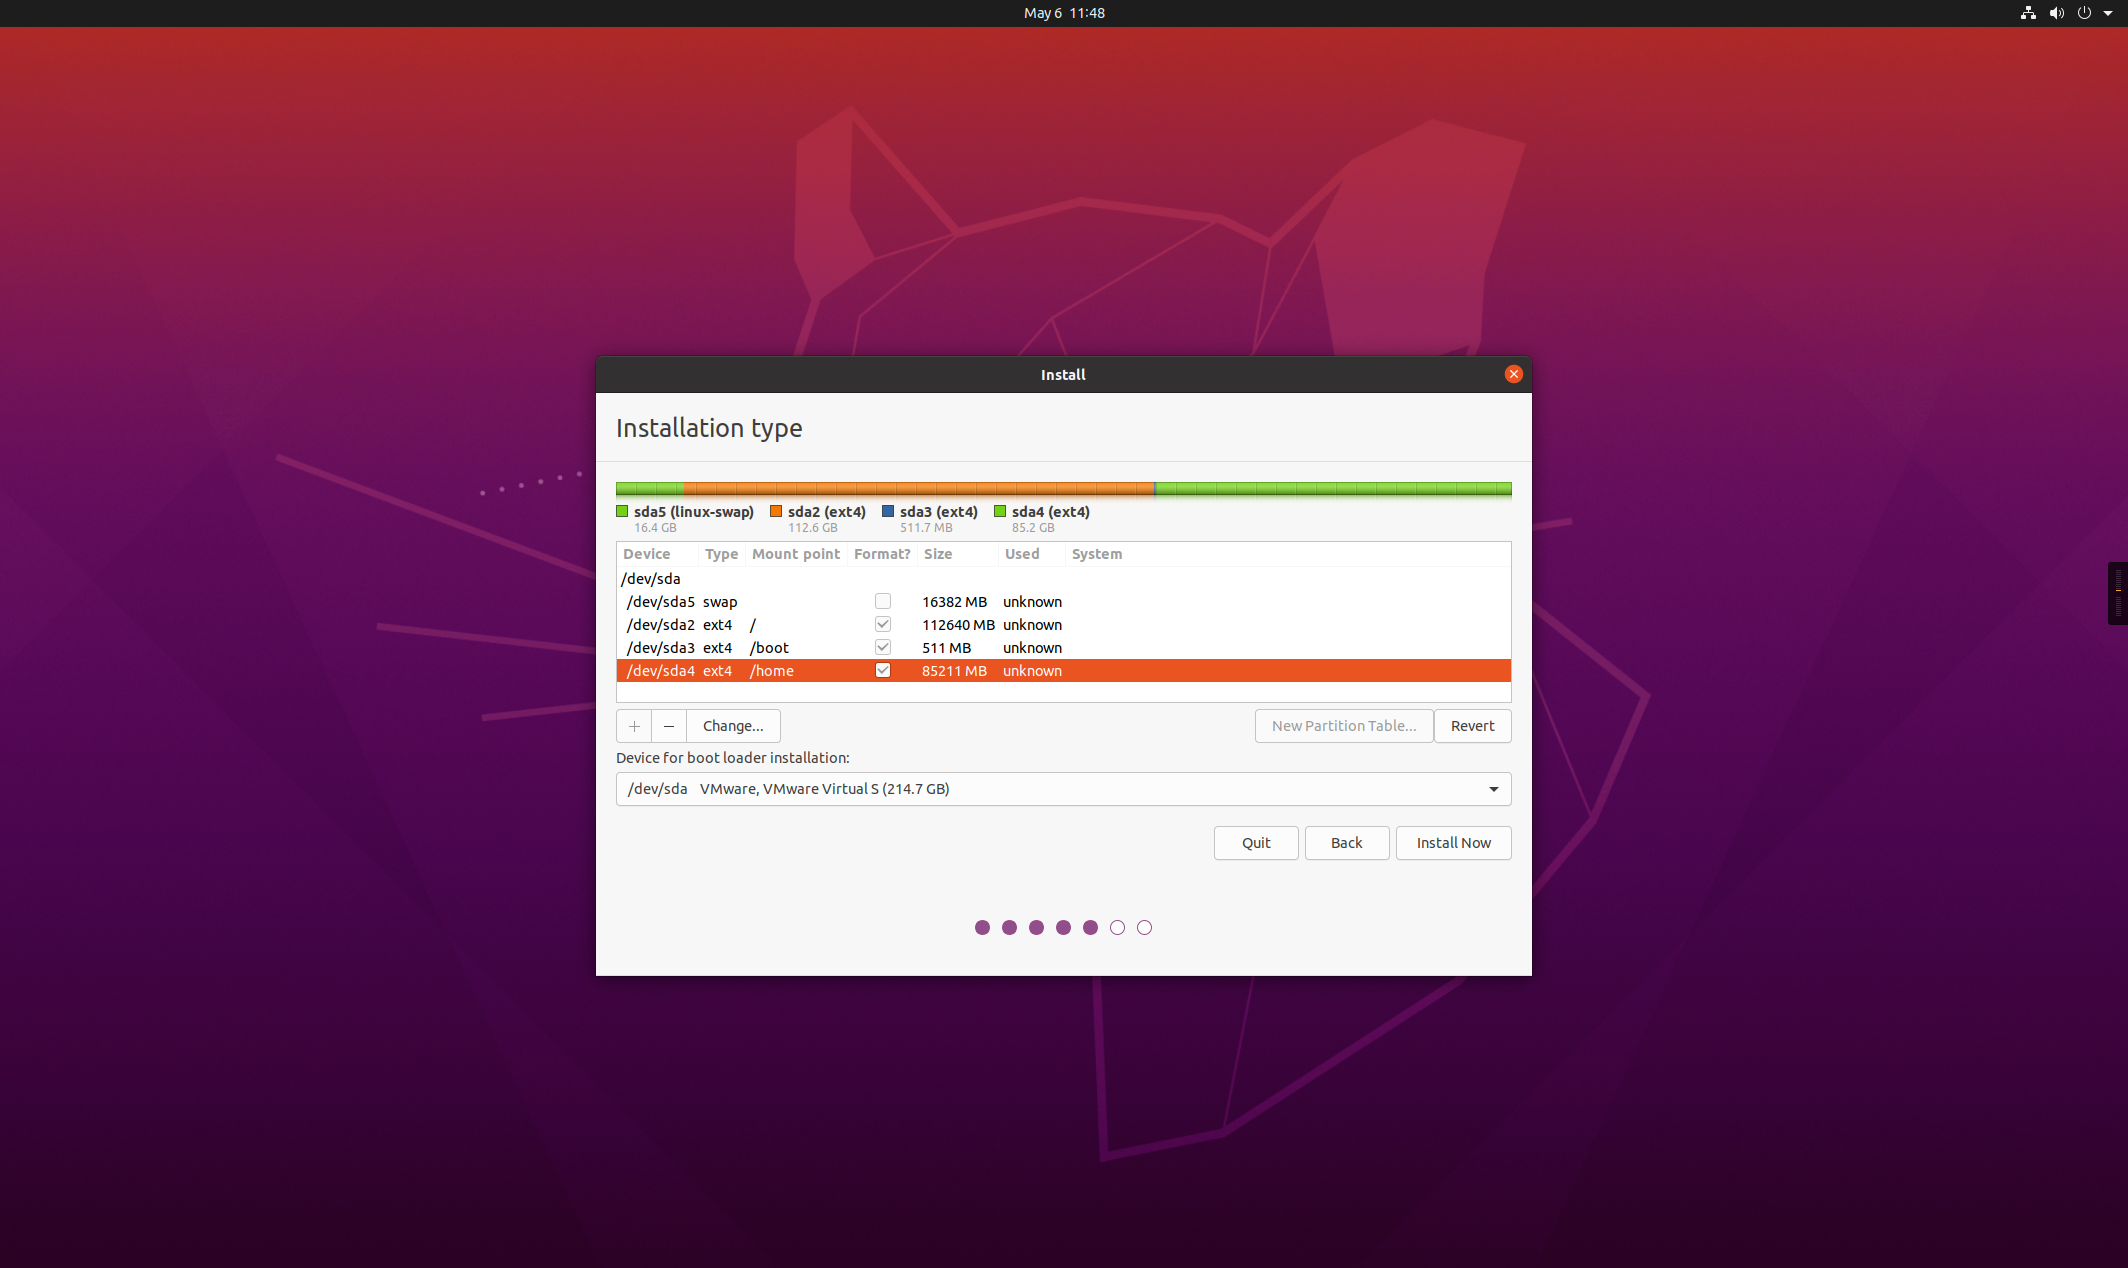 May 6 11:48
Install
Installation type
sda5 (linux-swap) sda2 (ext4) sda3 (ext4) sda4 (ext4)
16.4 GB 112.6 GB 511.7 MB 85.2 GB
Device Type Mount point Format? Size Used System
/dev/sda
/dev/sda5 swap 16382 MB unknown
/dev/sda2 ext4 / 112640 MB unknown
/dev/sda3 ext4 /boot 511 MB unknown
/dev/sda4 ext4 /home 85211 MB unknown
+ − Change... New Partition Table... Revert
Device for boot loader installation:
/dev/sda VMware, VMware Virtual S (214.7 GB)
Quit Back Install Now